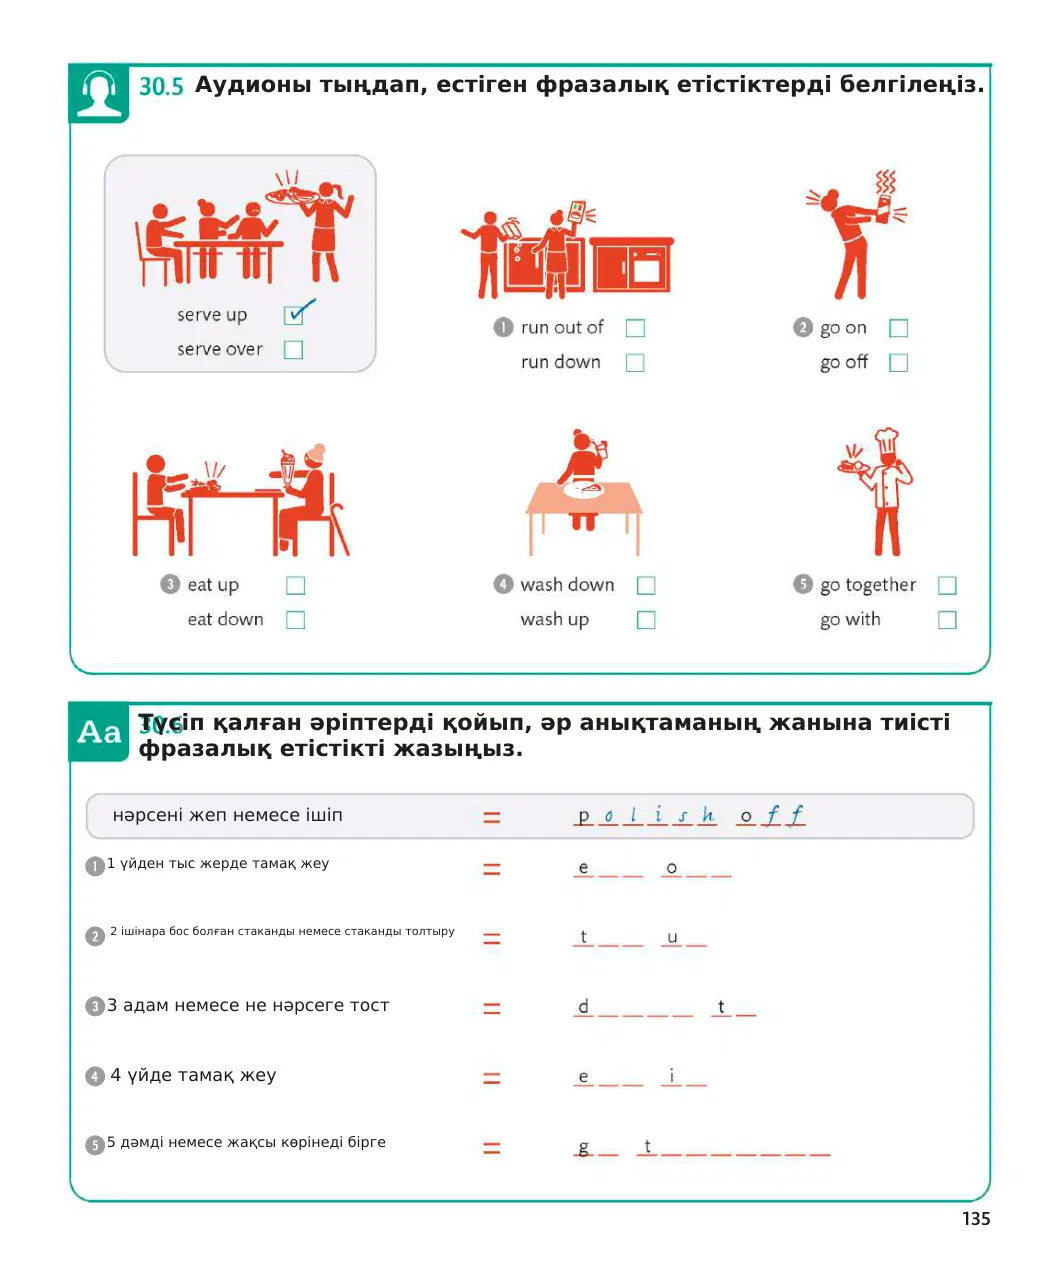 30.5 Аудионы тыңдап, естіген фразалық етістіктерді белгілеңіз.
serve up
serve over
1 run out of
run down
2 go on
go off
3 eat up
eat down
4 wash down
wash up
5 go together
go with
Aa 30.6 Түсіп қалған әріптерді қойып, әр анықтаманың жанына тиісті
фразалық етістікті жазыңыз.
нәрсені жеп немесе ішіп = polish off
1 1 үйден тыс жерде тамақ жеу = e _ _ o _ _
2 2 ішінара бос болған стаканды немесе стаканды толтыру = t _ _ u _
3 3 адам немесе не нәрсеге тост = d _ _ _ _ t _
4 4 үйде тамақ жеу = e _ _ i _
5 5 дәмді немесе жақсы көрінеді бірге = g _ t _ _ _ _ _ _ _
135